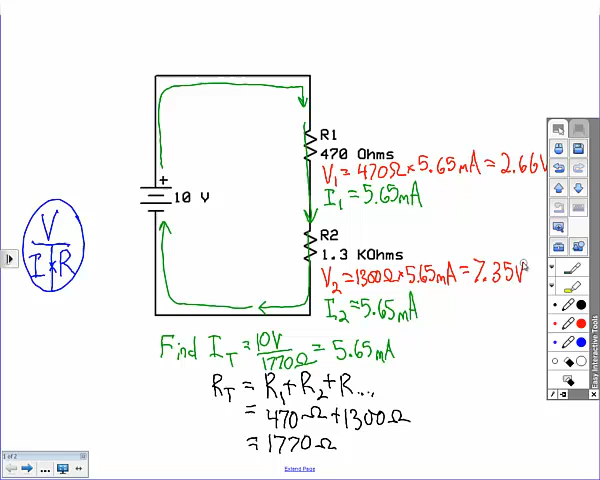 R1
470 Ohms
V₁ = 470Ω × 5.65mA = 2.66V
I₁ = 5.65mA
+
10 V
V
I × R
R2
1.3 KOhms
V₂ = 1300Ω × 5.65mA = 7.35V
I₂ = 5.65mA
Find I_T = 10V/1770Ω = 5.65mA
R_T = R₁ + R₂ + R...
= 470Ω + 1300Ω
= 1770Ω
Easy Interactive Tools
1 of 2
Extend Page